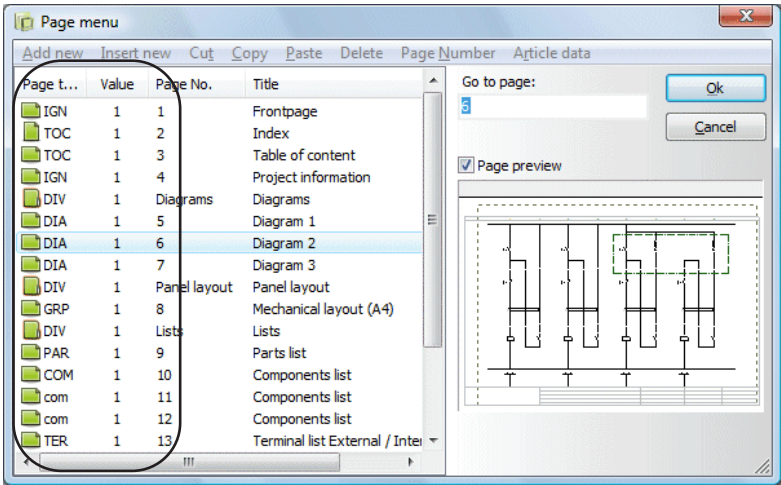 Page menu
Add new Insert new Cut Copy Paste Delete Page Number Article data
Page t... Value Page No. Title
IGN 1 1 Frontpage
TOC 1 2 Index
TOC 1 3 Table of content
IGN 1 4 Project information
DIV 1 Diagrams Diagrams
DIA 1 5 Diagram 1
DIA 1 6 Diagram 2
DIA 1 7 Diagram 3
DIV 1 Panel layout Panel layout
GRP 1 8 Mechanical layout (A4)
DIV 1 Lists Lists
PAR 1 9 Parts list
COM 1 10 Components list
com 1 11 Components list
com 1 12 Components list
TER 1 13 Terminal list External / Inter
Go to page:
6
Ok
Cancel
Page preview